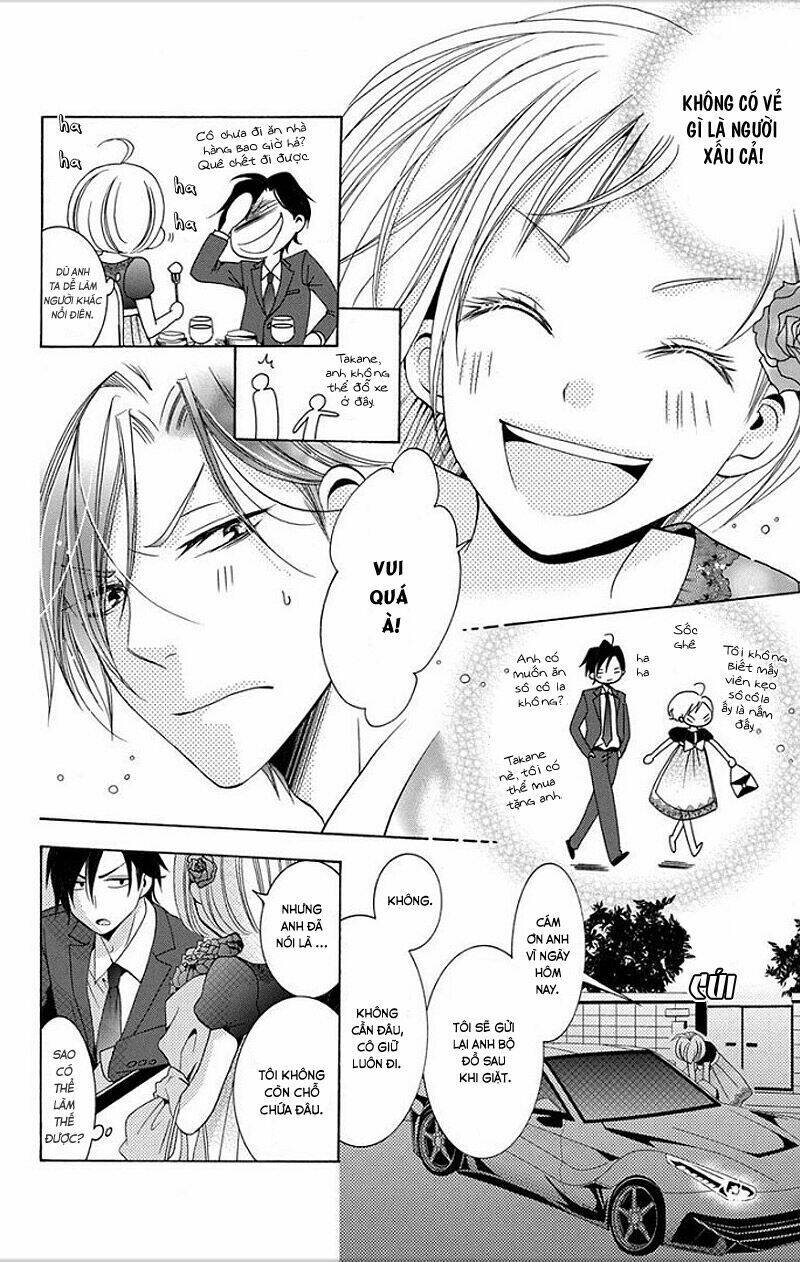 KHÔNG CÓ VẺ
GÌ LÀ NGƯỜI
XẤU CẢ!
ha
ha
ha
ha
Cô chưa đi ăn nhà
hàng bao giờ hả?
Quê chết đi được
DÙ ANH
TA DỄ LÀM
NGƯỜI KHÁC
NỔI ĐIÊN.
Takane,
anh không
thể đỗ xe
ở đây.
VUI
QUÁ
À!
Sốc
ghê
Tôi không
biết mấy
viên kẹo
sôcôla
ấy là nấm
đấy.
ha
ha
Anh có
muốn ăn
sô cô la
không?
Takane
nè, tôi có
thể mua
tặng anh.
CÚI
CÁM
ƠN ANH
VÌ NGÀY
HÔM
NAY.
TÔI SẼ GỬI
LẠI ANH BỘ
ĐỒ SAU
KHI GIẶT.
KHÔNG.
KHÔNG
CẦN ĐÂU,
CÔ GIỮ
LUÔN ĐI.
NHƯNG
ANH ĐÃ
NÓI LÀ ...
TÔI KHÔNG
CÒN CHỖ
CHỨA ĐÂU.
SAO
CÓ THỂ
LÀM THẾ
ĐƯỢC?